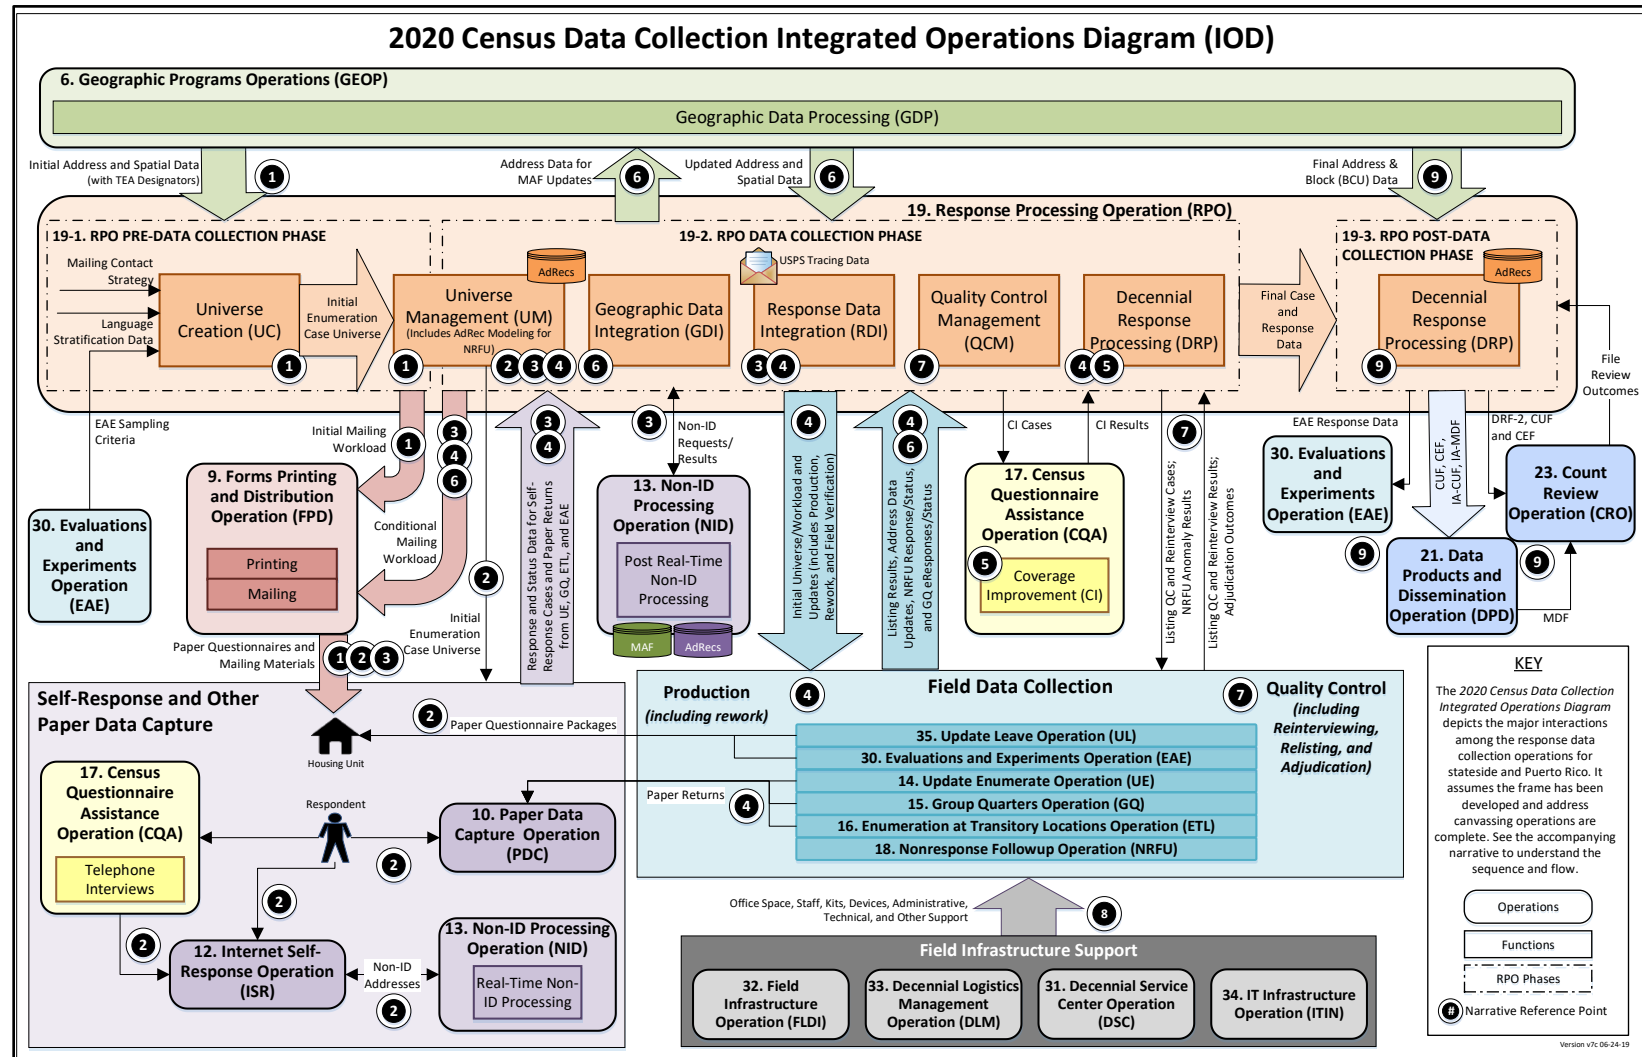 2020 Census Data Collection Integrated Operations Diagram (IOD)
6. Geographic Programs Operations (GEOP)
Geographic Data Processing (GDP)
Initial Address and Spatial Data
(with TEA Designators)
1
Address Data for
MAF Updates
6
Updated Address and
Spatial Data
6
Final Address &
Block (BCU) Data
9
19. Response Processing Operation (RPO)
19-1. RPO PRE-DATA COLLECTION PHASE
Mailing Contact
Strategy
Language
Stratification Data
Universe
Creation (UC)
1
Initial
Enumeration
Case Universe
19-2. RPO DATA COLLECTION PHASE
AdRecs
Universe
Management (UM)
(Includes AdRec Modeling for
NRFU)
1
2
3
4
Geographic Data
Integration (GDI)
6
USPS Tracing Data
Response Data
Integration (RDI)
3
4
Quality Control
Management
(QCM)
7
Decennial
Response
Processing (DRP)
4
5
Final Case
and
Response
Data
19-3. RPO POST-DATA
COLLECTION PHASE
AdRecs
Decennial
Response
Processing (DRP)
9
File
Review
Outcomes
EAE Sampling
Criteria
Initial Mailing
Workload
1
3
4
6
Conditional
Mailing
Workload
9. Forms Printing
and Distribution
Operation (FPD)
Printing
Mailing
30. Evaluations
and
Experiments
Operation
(EAE)
2
Initial
Enumeration
Case Universe
3
4
Response and Status Data for Self-
Response Cases and Paper Returns
from UE, GQ, ETL, and EAE
3
Non-ID
Requests/
Results
13. Non-ID
Processing
Operation (NID)
Post Real-Time
Non-ID
Processing
MAF
AdRecs
4
Initial Universe/Workload and
Updates (includes Production,
Rework, and Field Verification)
4
6
Listing Results, Address Data
Updates, NRFU Response/Status,
and GQ eResponses/Status
CI Cases
CI Results
17. Census
Questionnaire
Assistance
Operation (CQA)
5
Coverage
Improvement (CI)
7
Listing QC and Reinterview Cases;
NRFU Anomaly Results
Listing QC and Reinterview Results;
Adjudication Outcomes
EAE Response Data
30. Evaluations
and
Experiments
Operation (EAE)
9
CUF, CEF,
IA-CUF, IA-MDF
DRF-2, CUF
and CEF
23. Count
Review
Operation (CRO)
9
21. Data
Products and
Dissemination
Operation (DPD)
MDF
Paper Questionnaires and
Mailing Materials
1
2
3
Self-Response and Other
Paper Data Capture
Housing Unit
2
Paper Questionnaire Packages
17. Census
Questionnaire
Assistance
Operation (CQA)
Telephone
Interviews
Respondent
2
10. Paper Data
Capture Operation
(PDC)
2
2
12. Internet Self-
Response Operation
(ISR)
Non-ID
Addresses
2
13. Non-ID Processing
Operation (NID)
Real-Time Non-
ID Processing
Production
(including rework)
4
Field Data Collection
7
Quality Control
(including
Reinterviewing,
Relisting, and
Adjudication)
35. Update Leave Operation (UL)
30. Evaluations and Experiments Operation (EAE)
14. Update Enumerate Operation (UE)
15. Group Quarters Operation (GQ)
16. Enumeration at Transitory Locations Operation (ETL)
18. Nonresponse Followup Operation (NRFU)
Paper Returns
4
Office Space, Staff, Kits, Devices, Administrative,
Technical, and Other Support
8
Field Infrastructure Support
32. Field
Infrastructure
Operation (FLDI)
33. Decennial Logistics
Management
Operation (DLM)
31. Decennial Service
Center Operation
(DSC)
34. IT Infrastructure
Operation (ITIN)
KEY
The 2020 Census Data Collection
Integrated Operations Diagram
depicts the major interactions
among the response data
collection operations for
stateside and Puerto Rico. It
assumes the frame has been
developed and address
canvassing operations are
complete. See the accompanying
narrative to understand the
sequence and flow.
Operations
Functions
RPO Phases
# Narrative Reference Point
Version v7c 06-24-19